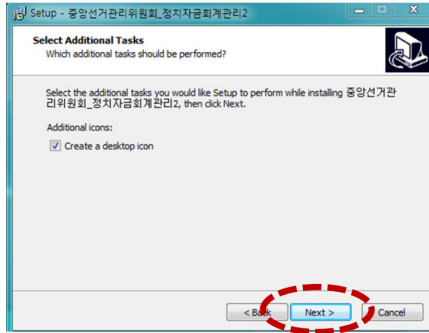 Setup - 중앙선거관리위원회_정치자금회계관리2
Select Additional Tasks
Which additional tasks should be performed?
Select the additional tasks you would like Setup to perform while installing 중앙선거관
리위원회_정치자금회계관리2, then click Next.
Additional icons:
Create a desktop icon
< Back Next > Cancel